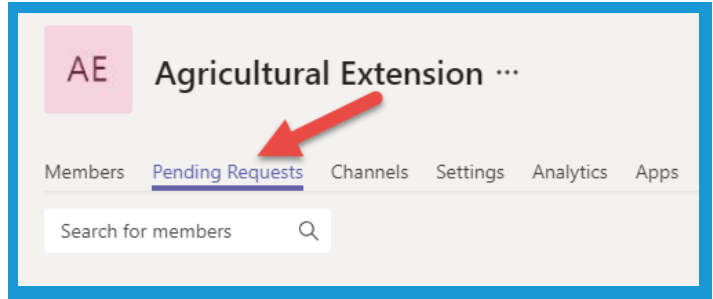 AE
Agricultural Extension ...
Members Pending Requests Channels Settings Analytics Apps
Search for members